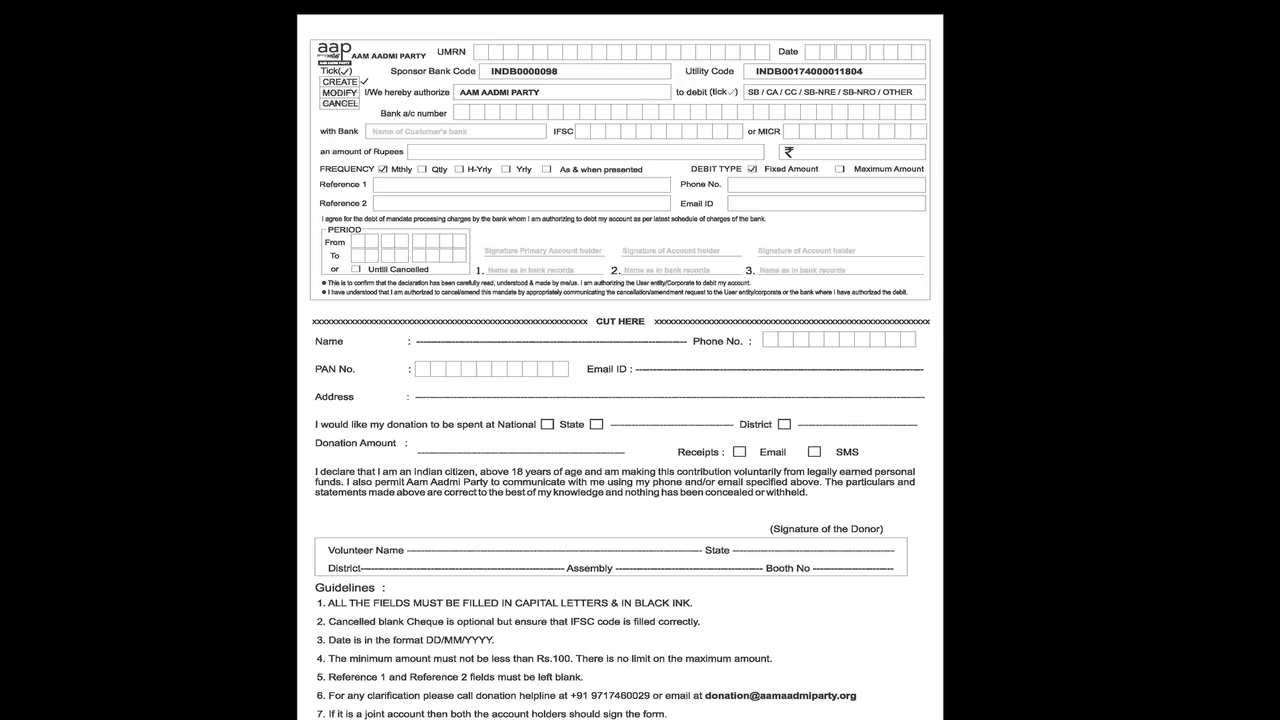 aap
AAM AADMI PARTY UMRN Date
Tick(✓) Sponsor Bank Code INDB0000098 Utility Code INDB00174000011804
CREATE ✓
MODIFY I/We hereby authorize AAM AADMI PARTY to debit (tick✓) SB / CA / CC / SB-NRE / SB-NRO / OTHER
CANCEL
Bank a/c number
with Bank Name of Customer's bank IFSC or MICR
an amount of Rupees ₹
FREQUENCY Mthly Qtly H-Yrly Yrly As & when presented DEBIT TYPE Fixed Amount Maximum Amount
Reference 1 Phone No.
Reference 2 Email ID
I agree for the debt of mandate processing charges by the bank whom I am authorizing to debit my account as per latest schedule of charges of the bank.
PERIOD
From
To Signature Primary Account holder Signature of Account holder Signature of Account holder
or Untill Cancelled 1. Name as in bank records 2. Name as in bank records 3. Name as in bank records
● This is to confirm that the declaration has been carefully read, understood & made by me/us. I am authorizing the User entity/Corporate to debit my account.
● I have understood that I am authorized to cancel/amend this mandate by appropriately communicating the cancellation/amendment request to the User entity/corporate or the bank where i have authorized the debit.
CUT HERE
Name : Phone No. :
PAN No. : Email ID :
Address :
I would like my donation to be spent at National State District
Donation Amount :
Receipts : Email SMS
I declare that I am an Indian citizen, above 18 years of age and am making this contribution voluntarily from legally earned personal
funds. I also permit Aam Aadmi Party to communicate with me using my phone and/or email specified above. The particulars and
statements made above are correct to the best of my knowledge and nothing has been concealed or withheld.
(Signature of the Donor)
Volunteer Name State
District Assembly Booth No
Guidelines :
1. ALL THE FIELDS MUST BE FILLED IN CAPITAL LETTERS & IN BLACK INK.
2. Cancelled blank Cheque is optional but ensure that IFSC code is filled correctly.
3. Date is in the format DD/MM/YYYY.
4. The minimum amount must not be less than Rs.100. There is no limit on the maximum amount.
5. Reference 1 and Reference 2 fields must be left blank.
6. For any clarification please call donation helpline at +91 9717460029 or email at donation@aamaadmiparty.org
7. If it is a joint account then both the account holders should sign the form.